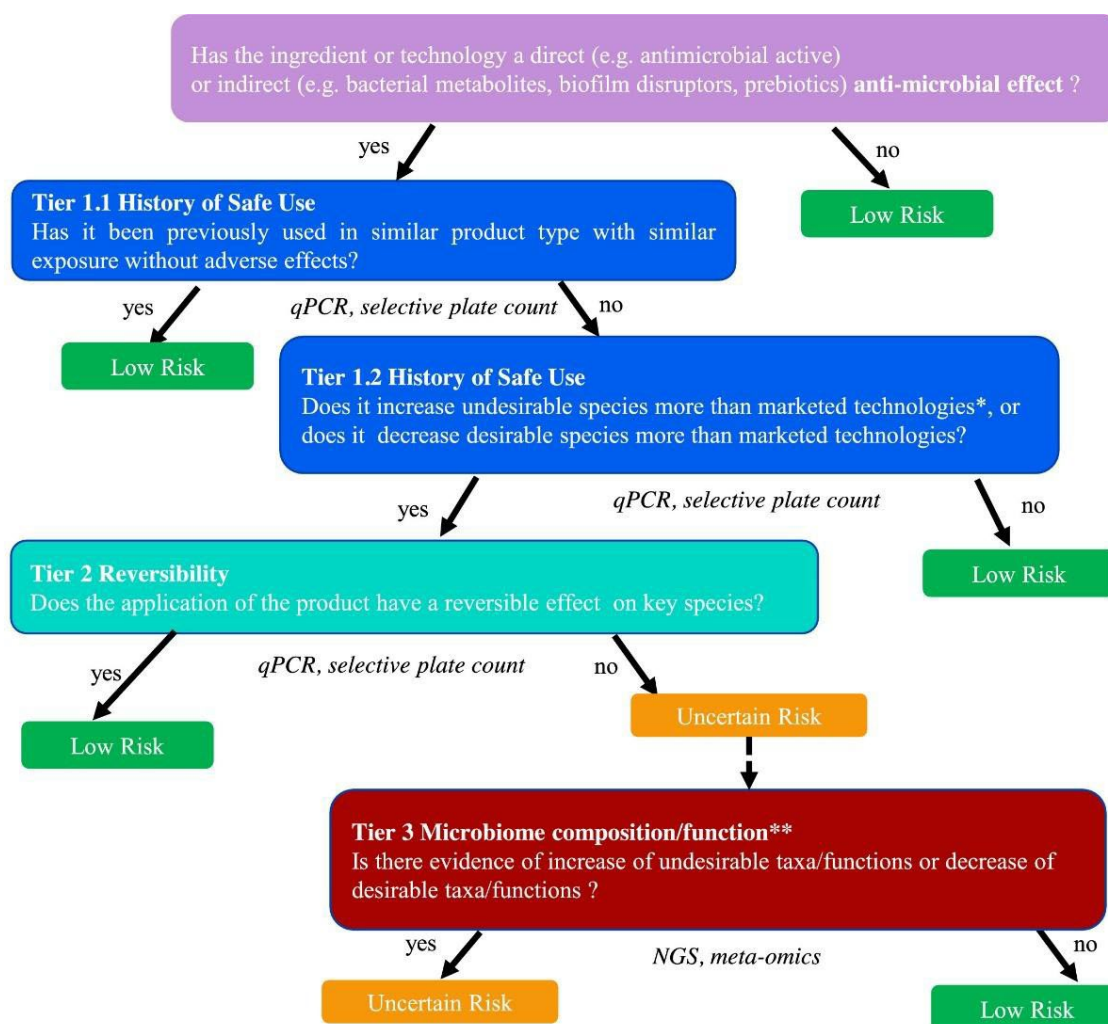 Has the ingredient or technology a direct (e.g. antimicrobial active)
or indirect (e.g. bacterial metabolites, biofilm disruptors, prebiotics) anti-microbial effect ?
yes
no
Tier 1.1 History of Safe Use
Has it been previously used in similar product type with similar
exposure without adverse effects?
Low Risk
yes
qPCR, selective plate count
no
Low Risk
Tier 1.2 History of Safe Use
Does it increase undesirable species more than marketed technologies*, or
does it decrease desirable species more than marketed technologies?
yes
qPCR, selective plate count
no
Tier 2 Reversibility
Does the application of the product have a reversible effect on key species?
Low Risk
yes
qPCR, selective plate count
no
Low Risk
Uncertain Risk
Tier 3 Microbiome composition/function**
Is there evidence of increase of undesirable taxa/functions or decrease of
desirable taxa/functions ?
yes
NGS, meta-omics
no
Uncertain Risk
Low Risk